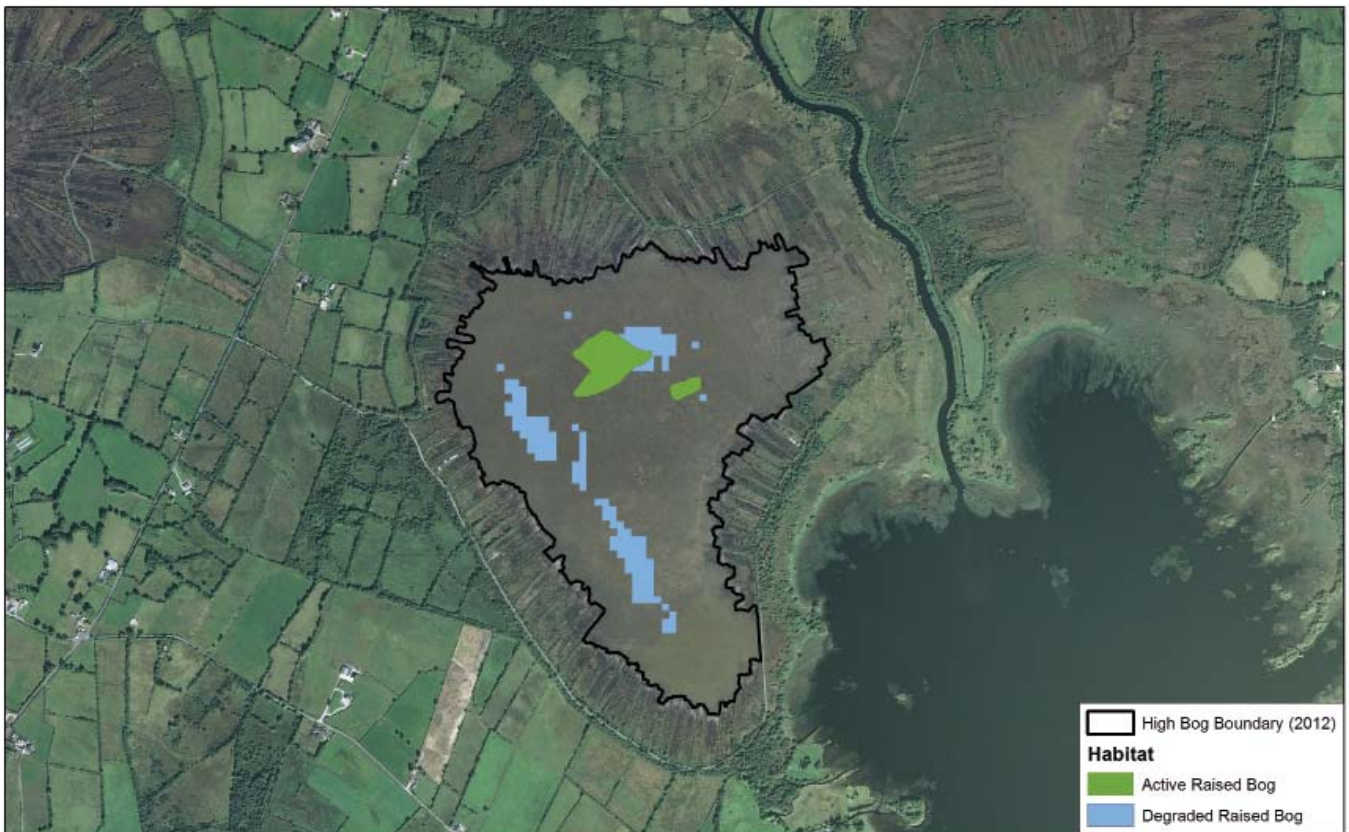 High Bog Boundary (2012)
Habitat
Active Raised Bog
Degraded Raised Bog